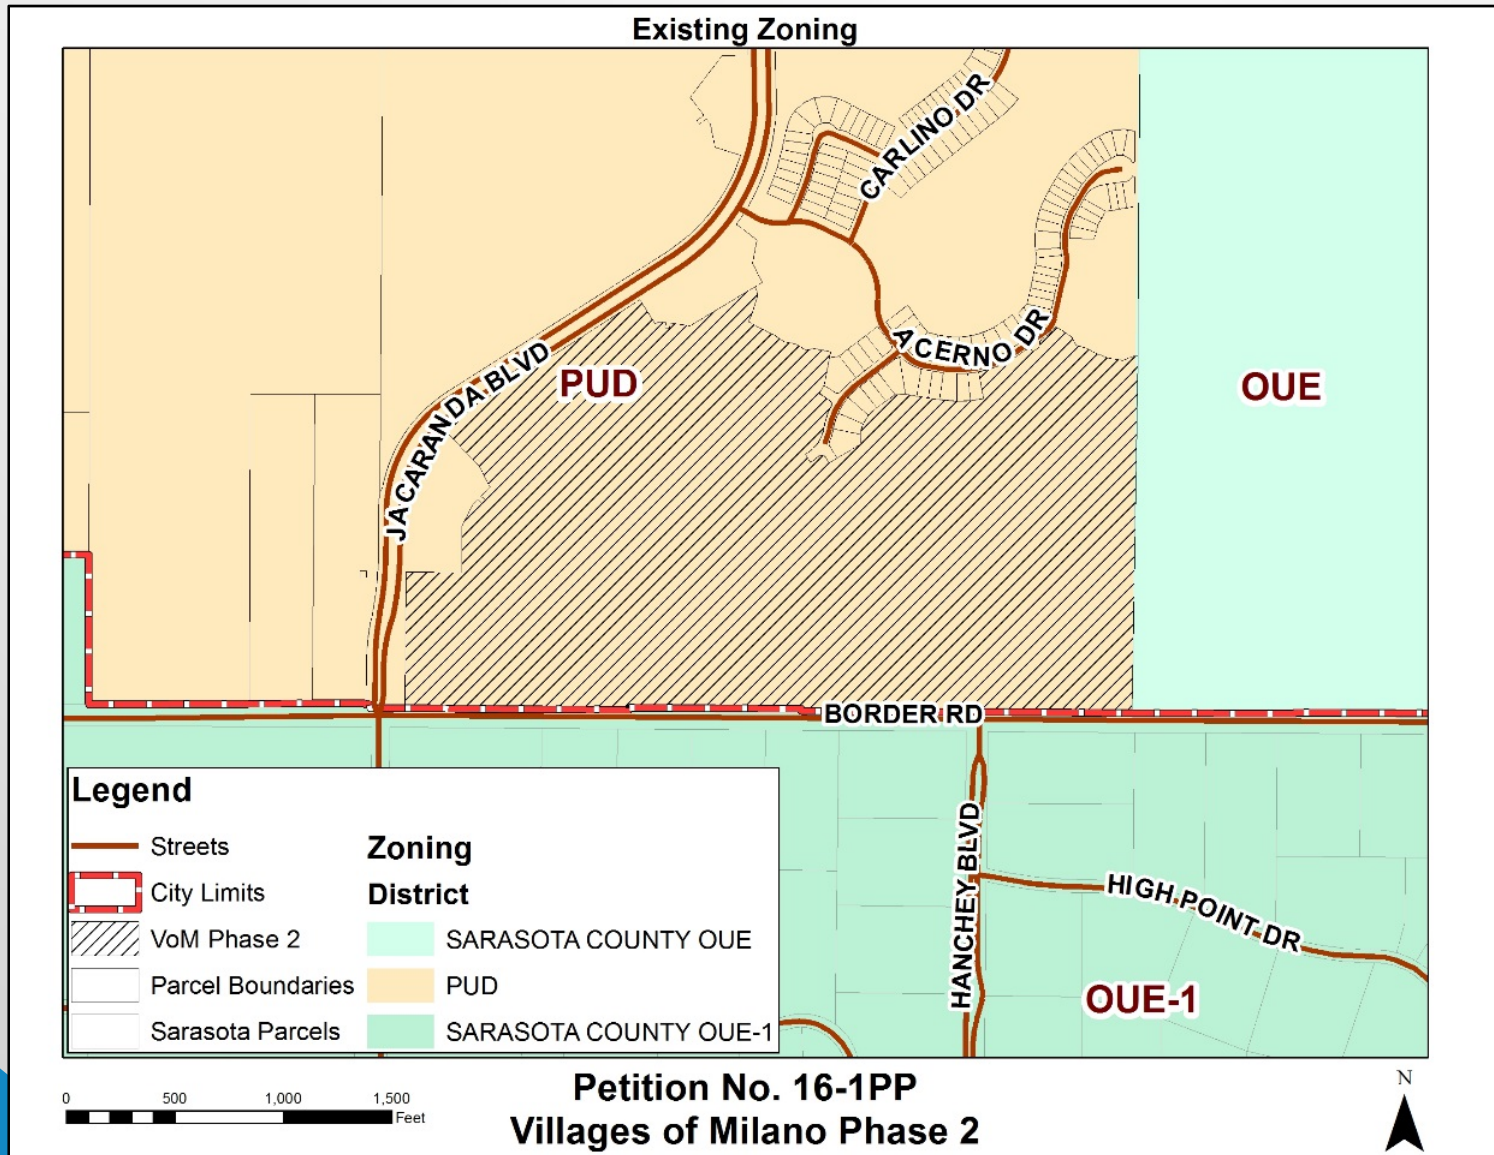 Existing Zoning
CARLINO DR
JACARANDA BLVD
PUD
ACERNO DR
OUE
BORDER RD
HANCHEY BLVD
HIGH POINT DR
OUE-1
Legend
Streets
City Limits
VoM Phase 2
Parcel Boundaries
Sarasota Parcels
Zoning
District
SARASOTA COUNTY OUE
PUD
SARASOTA COUNTY OUE-1
0 500 1,000 1,500
Feet
Petition No. 16-1PP
Villages of Milano Phase 2
N